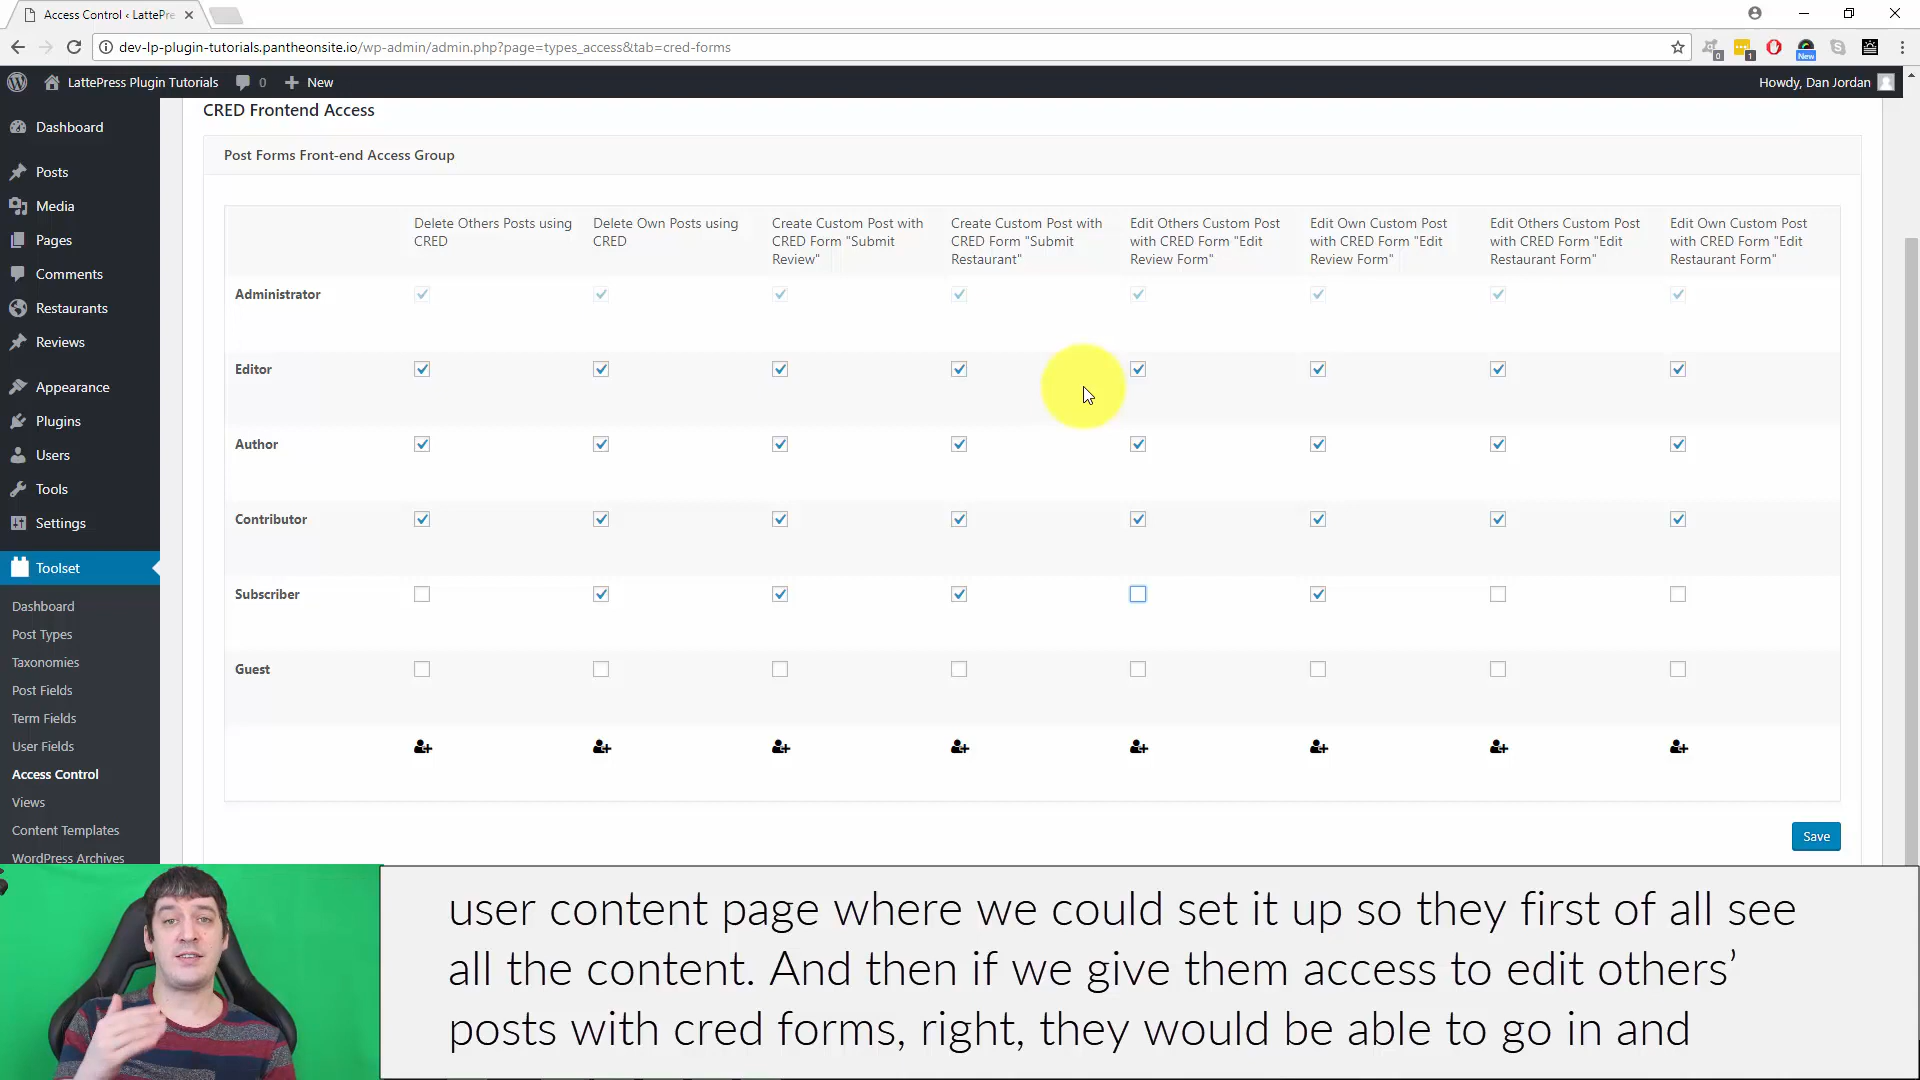 Access Control ‹ LattePre
dev-lp-plugin-tutorials.pantheonsite.io/wp-admin/admin.php?page=types_access&tab=cred-forms
0
1
New
LattePress Plugin Tutorials
0
New
Howdy, Dan Jordan
Dashboard
Posts
Media
Pages
Comments
Restaurants
Reviews
Appearance
Plugins
Users
Tools
Settings
Toolset
Dashboard
Post Types
Taxonomies
Post Fields
Term Fields
User Fields
Access Control
Views
Content Templates
WordPress Archives
CRED Frontend Access
Post Forms Front-end Access Group
Delete Others Posts using
CRED
Delete Own Posts using
CRED
Create Custom Post with
CRED Form "Submit
Review"
Create Custom Post with
CRED Form "Submit
Restaurant"
Edit Others Custom Post
with CRED Form "Edit
Review Form"
Edit Own Custom Post
with CRED Form "Edit
Review Form"
Edit Others Custom Post
with CRED Form "Edit
Restaurant Form"
Edit Own Custom Post
with CRED Form "Edit
Restaurant Form"
Administrator
Editor
Author
Contributor
Subscriber
Guest
Save
user content page where we could set it up so they first of all see
all the content. And then if we give them access to edit others’
posts with cred forms, right, they would be able to go in and